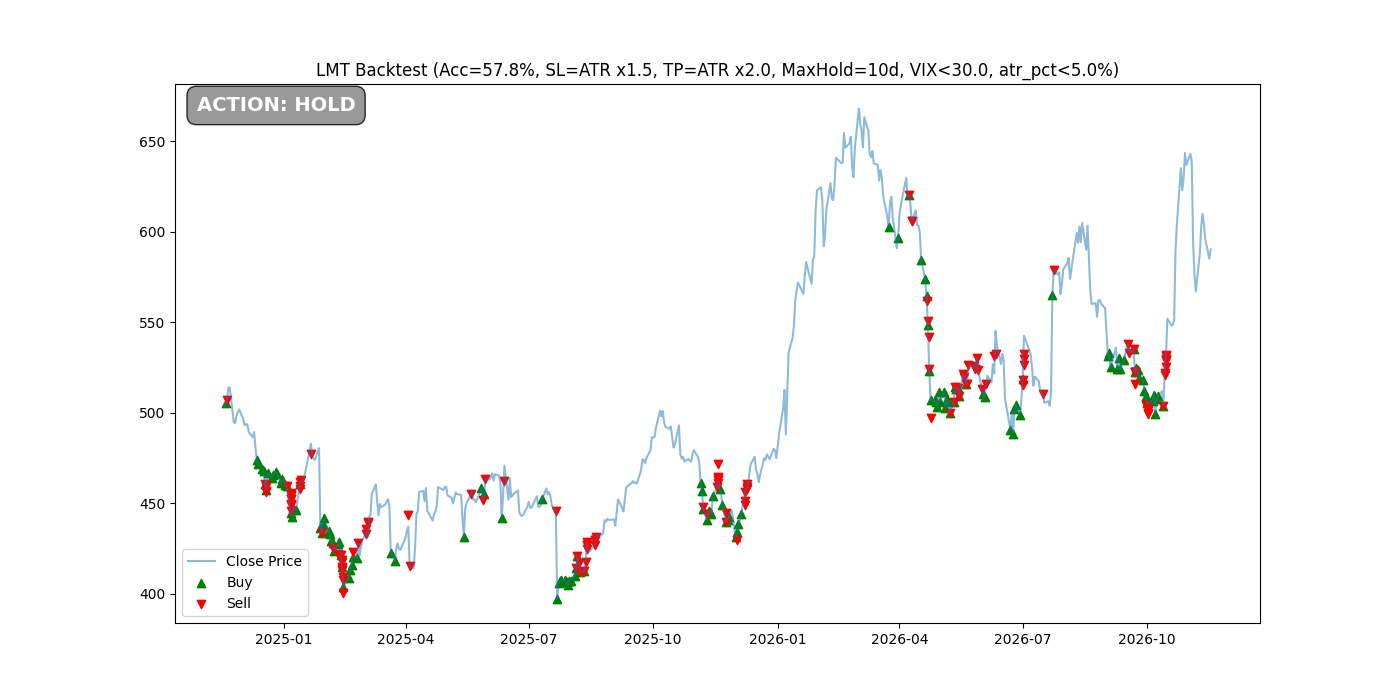 LMT Backtest (Acc=57.8%, SL=ATR x1.5, TP=ATR x2.0, MaxHold=10d, VIX<30.0, atr_pct<5.0%)
ACTION: HOLD
650
600
550
500
450
400
Close Price
Buy
Sell
2025-01 2025-04 2025-07 2025-10 2026-01 2026-04 2026-07 2026-10